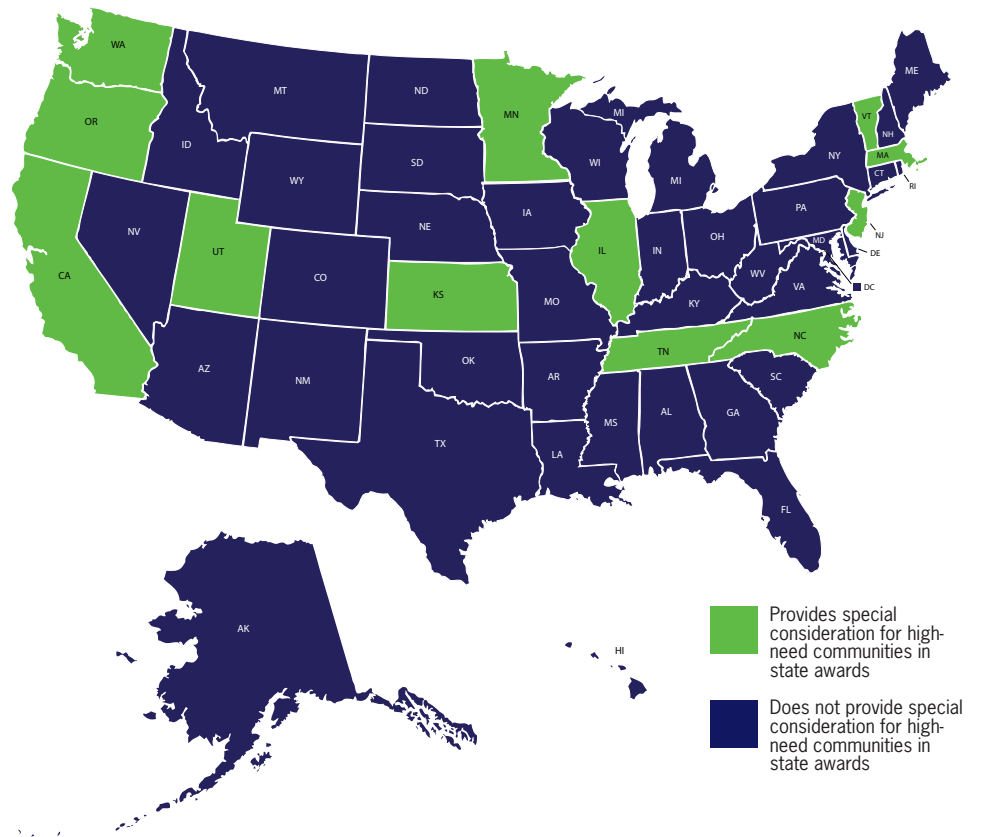 WA
OR
CA
ID
NV
MT
WY
UT
CO
AZ
NM
ND
SD
NE
KS
OK
TX
MN
IA
MO
AR
LA
WI
MI
MI
IL
IN
OH
KY
TN
MS
AL
GA
FL
SC
NC
VA
WV
PA
NY
VT
NH
ME
MA
CT
RI
NJ
DE
MD
DC
AK
HI
Provides special
consideration for high-
need communities in
state awards
Does not provide special
consideration for high-
need communities in
state awards